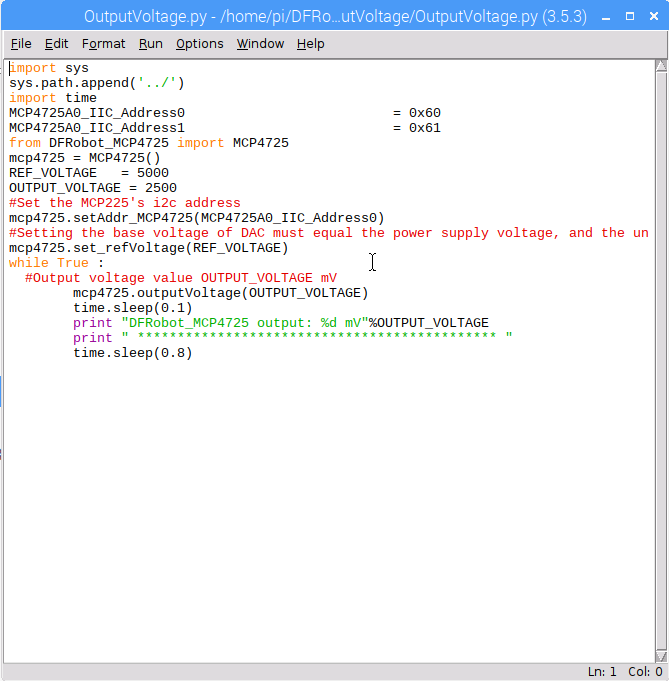 OutputVoltage.py - /home/pi/DFRo...utVoltage/OutputVoltage.py (3.5.3)
File Edit Format Run Options Window Help
import sys
sys.path.append('../')
import time
MCP4725A0_IIC_Address0                          = 0x60
MCP4725A0_IIC_Address1                          = 0x61
from DFRobot_MCP4725 import MCP4725
mcp4725 = MCP4725()
REF_VOLTAGE   = 5000
OUTPUT_VOLTAGE = 2500
#Set the MCP225's i2c address
mcp4725.setAddr_MCP4725(MCP4725A0_IIC_Address0)
#Setting the base voltage of DAC must equal the power supply voltage, and the un
mcp4725.set_refVoltage(REF_VOLTAGE)
while True :
  #Output voltage value OUTPUT_VOLTAGE mV
        mcp4725.outputVoltage(OUTPUT_VOLTAGE)
        time.sleep(0.1)
        print "DFRobot_MCP4725 output: %d mV"%OUTPUT_VOLTAGE
        print " ********************************************* "
        time.sleep(0.8)
Ln: 1 Col: 0